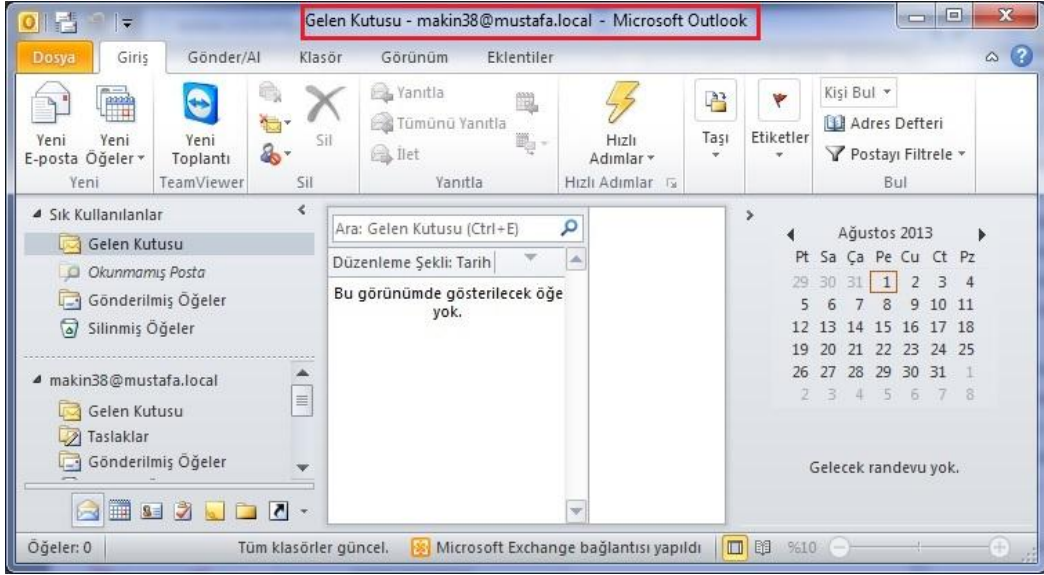 Gelen Kutusu - makin38@mustafa.local - Microsoft Outlook
Dosya Giriş Gönder/Al Klasör Görünüm Eklentiler
Yeni E-posta
Yeni Öğeler
Yeni
Yeni Toplantı
TeamViewer
Sil
Sil
Yanıtla
Tümünü Yanıtla
İlet
Yanıtla
Hızlı Adımlar
Hızlı Adımlar
Taşı
Etiketler
Kişi Bul
Adres Defteri
Postayı Filtrele
Bul
Sık Kullanılanlar
Gelen Kutusu
Okunmamış Posta
Gönderilmiş Öğeler
Silinmiş Öğeler
makin38@mustafa.local
Gelen Kutusu
Taslaklar
Gönderilmiş Öğeler
Ara: Gelen Kutusu (Ctrl+E)
Düzenleme Şekli: Tarih
Bu görünümde gösterilecek öğe
yok.
Ağustos 2013
Pt Sa Ça Pe Cu Ct Pz
29 30 31 1 2 3 4
5 6 7 8 9 10 11
12 13 14 15 16 17 18
19 20 21 22 23 24 25
26 27 28 29 30 31 1
2 3 4 5 6 7 8
Gelecek randevu yok.
Öğeler: 0 Tüm klasörler güncel. Microsoft Exchange bağlantısı yapıldı %10